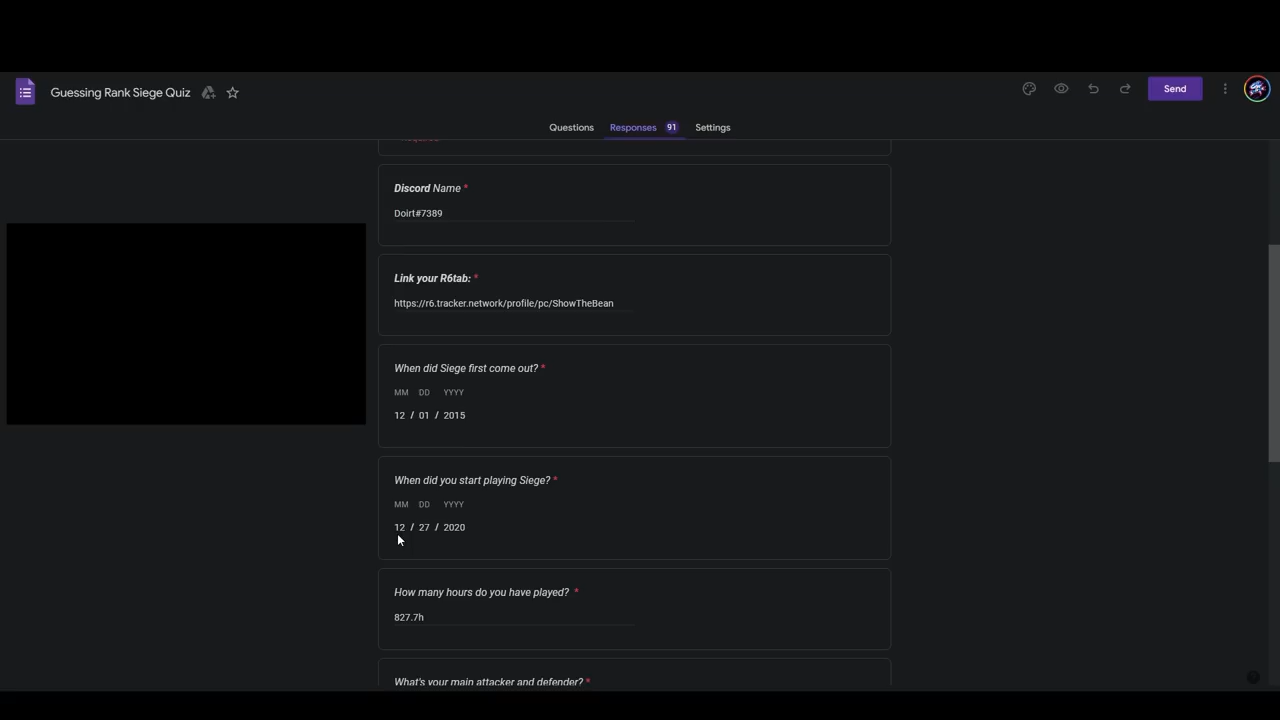 Guessing Rank Siege Quiz
Send
Questions
Responses 91
Settings
Discord Name *
Doirt#7389
Link your R6tab: *
https://r6.tracker.network/profile/pc/ShowTheBean
When did Siege first come out? *
MM DD YYYY
12 / 01 / 2015
When did you start playing Siege? *
MM DD YYYY
12 / 27 / 2020
How many hours do you have played? *
827.7h
What's your main attacker and defender? *